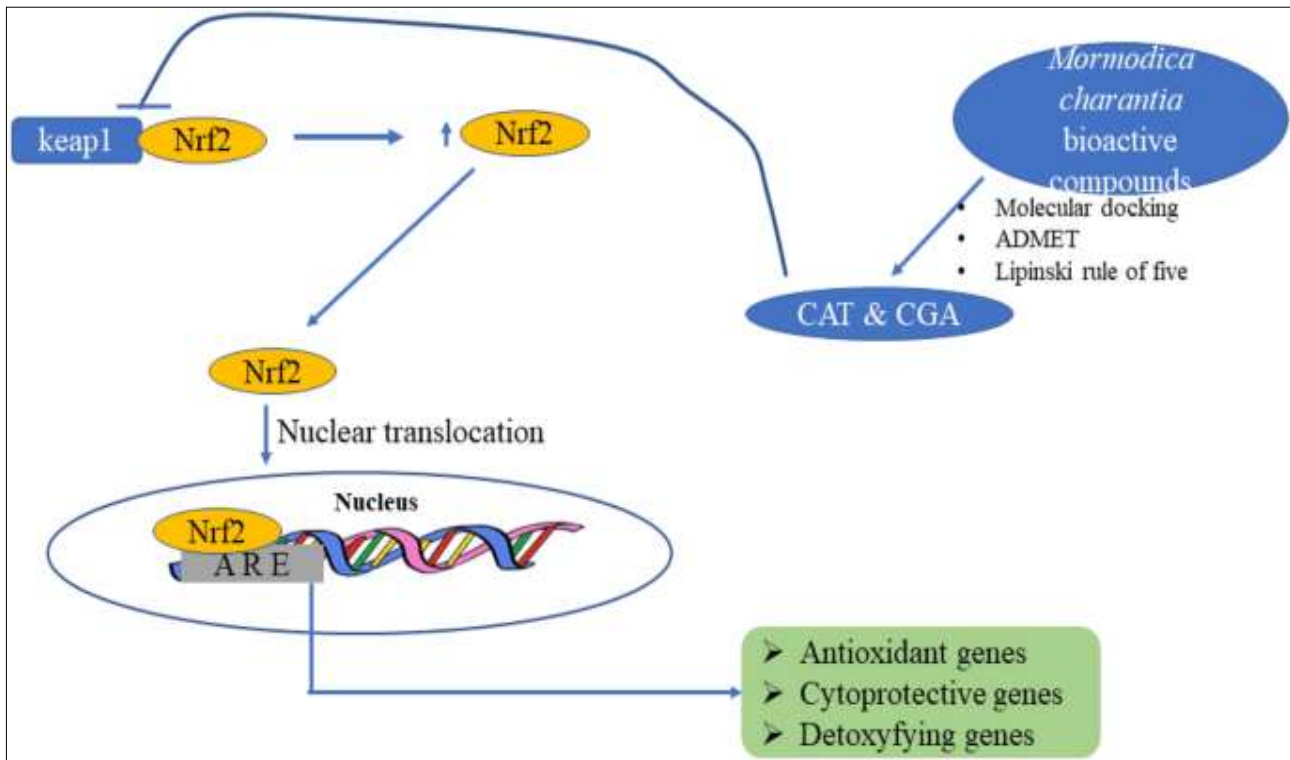 Mormodica
charantia
bioactive
compounds
keap1
Nrf2
Nrf2
• Molecular docking
• ADMET
• Lipinski rule of five
CAT & CGA
Nrf2
Nuclear translocation
Nucleus
Nrf2
A R E
➢ Antioxidant genes
➢ Cytoprotective genes
➢ Detoxyfying genes